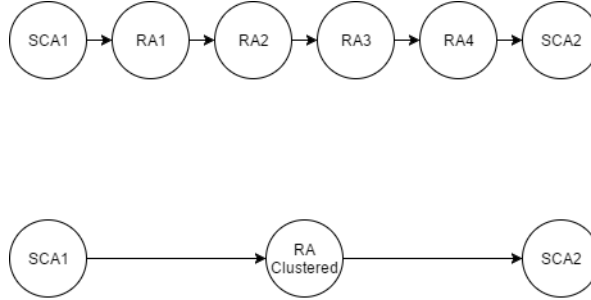 SCA1
RA1
RA2
RA3
RA4
SCA2
SCA1
RA
Clustered
SCA2